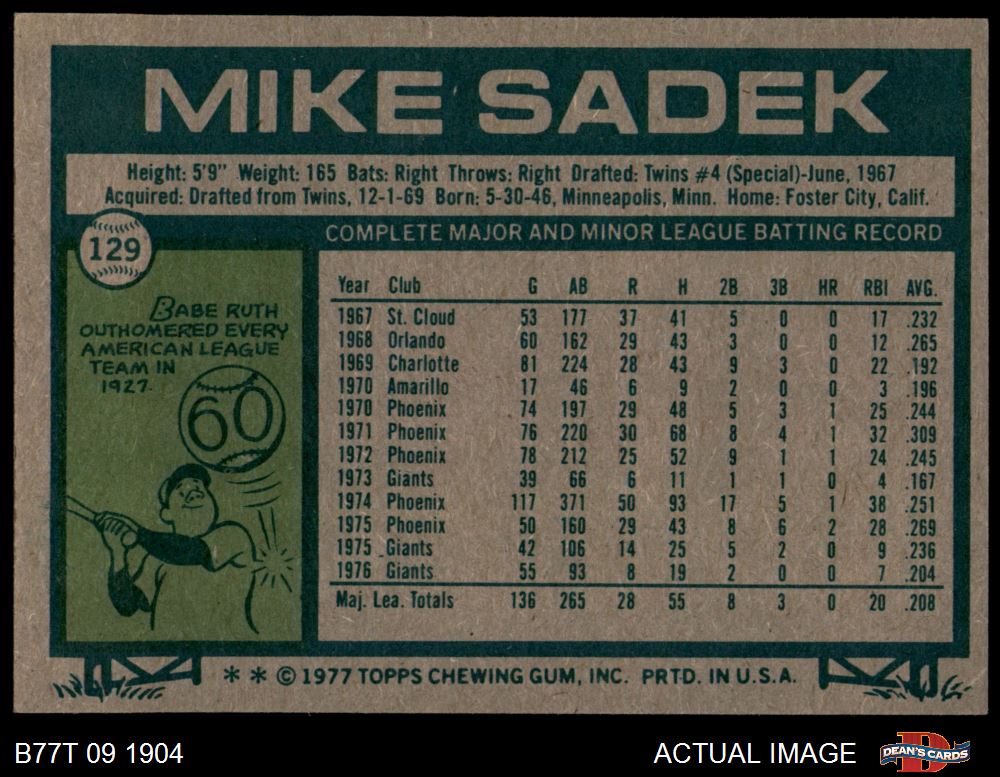 MIKE SADEK
Height: 5'9" Weight: 165 Bats: Right Throws: Right Drafted: Twins #4 (Special)-June, 1967
Acquired: Drafted from Twins, 12-1-69 Born: 5-30-46, Minneapolis, Minn. Home: Foster City, Calif.
129
COMPLETE MAJOR AND MINOR LEAGUE BATTING RECORD
BABE RUTH
OUTHOMERED EVERY
AMERICAN LEAGUE
TEAM IN
1927.
60
Year Club G AB R H 2B 3B HR RBI AVG.
1967 St. Cloud 53 177 37 41 5 0 0 17 .232
1968 Orlando 60 162 29 43 3 0 0 12 .265
1969 Charlotte 81 224 28 43 9 3 0 22 .192
1970 Amarillo 17 46 6 9 2 0 0 3 .196
1970 Phoenix 74 197 29 48 5 3 1 25 .244
1971 Phoenix 76 220 30 68 8 4 1 32 .309
1972 Phoenix 78 212 25 52 9 1 1 24 .245
1973 Giants 39 66 6 11 1 1 0 4 .167
1974 Phoenix 117 371 50 93 17 5 1 38 .251
1975 Phoenix 50 160 29 43 8 6 2 28 .269
1975 Giants 42 106 14 25 5 2 0 9 .236
1976 Giants 55 93 8 19 2 0 0 7 .204
Maj. Lea. Totals 136 265 28 55 8 3 0 20 .208
* * © 1977 TOPPS CHEWING GUM, INC. PRTD. IN U.S.A.
B77T 09 1904
ACTUAL IMAGE
D
DEAN'S CARDS